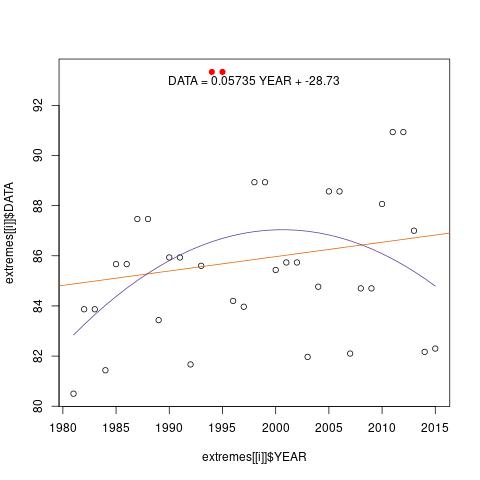 DATA = 0.05735 YEAR + -28.73
92
90
88
86
84
82
80
extremes[[i]]$DATA
1980 1985 1990 1995 2000 2005 2010 2015
extremes[[i]]$YEAR